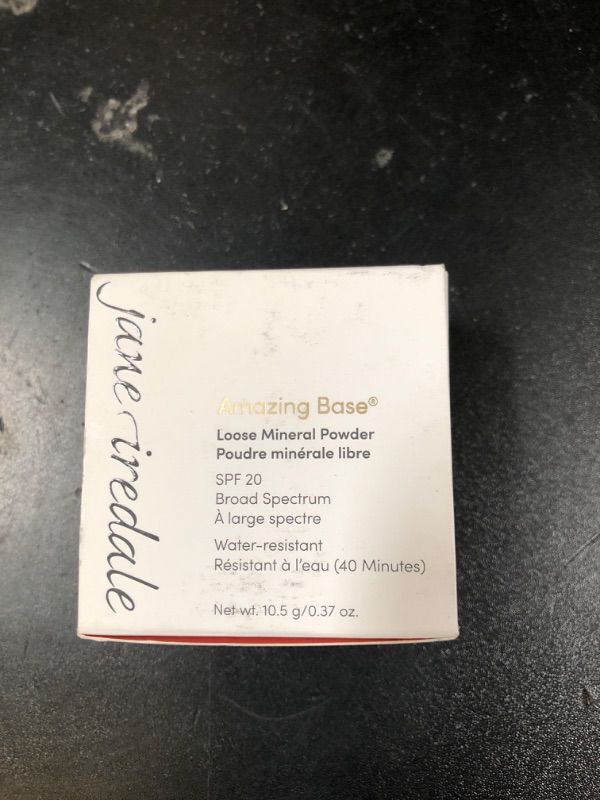 jane iredale
Amazing Base®
Loose Mineral Powder
Poudre minérale libre
SPF 20
Broad Spectrum
À large spectre
Water-resistant
Résistant à l'eau (40 Minutes)
Net wt. 10.5 g/0.37 oz.